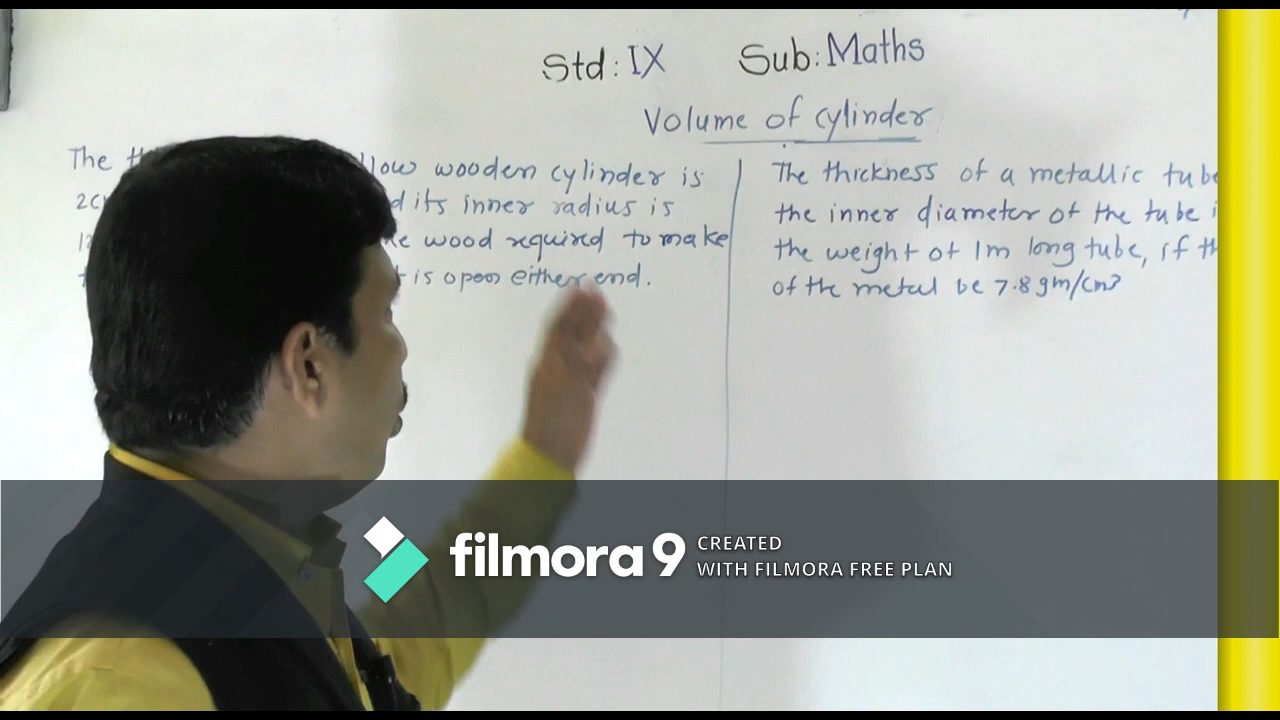 Std: IX Sub: Maths
Volume of cylinder
The wooden cylinder is
its inner radius is
wood required to make
is open either end.
The thickness of a metallic tube
the inner diameter of the tube
the weight of 1m long tube, if
of the metal be 7.8 gm/cm³
filmora 9
CREATED
WITH FILMORA FREE PLAN